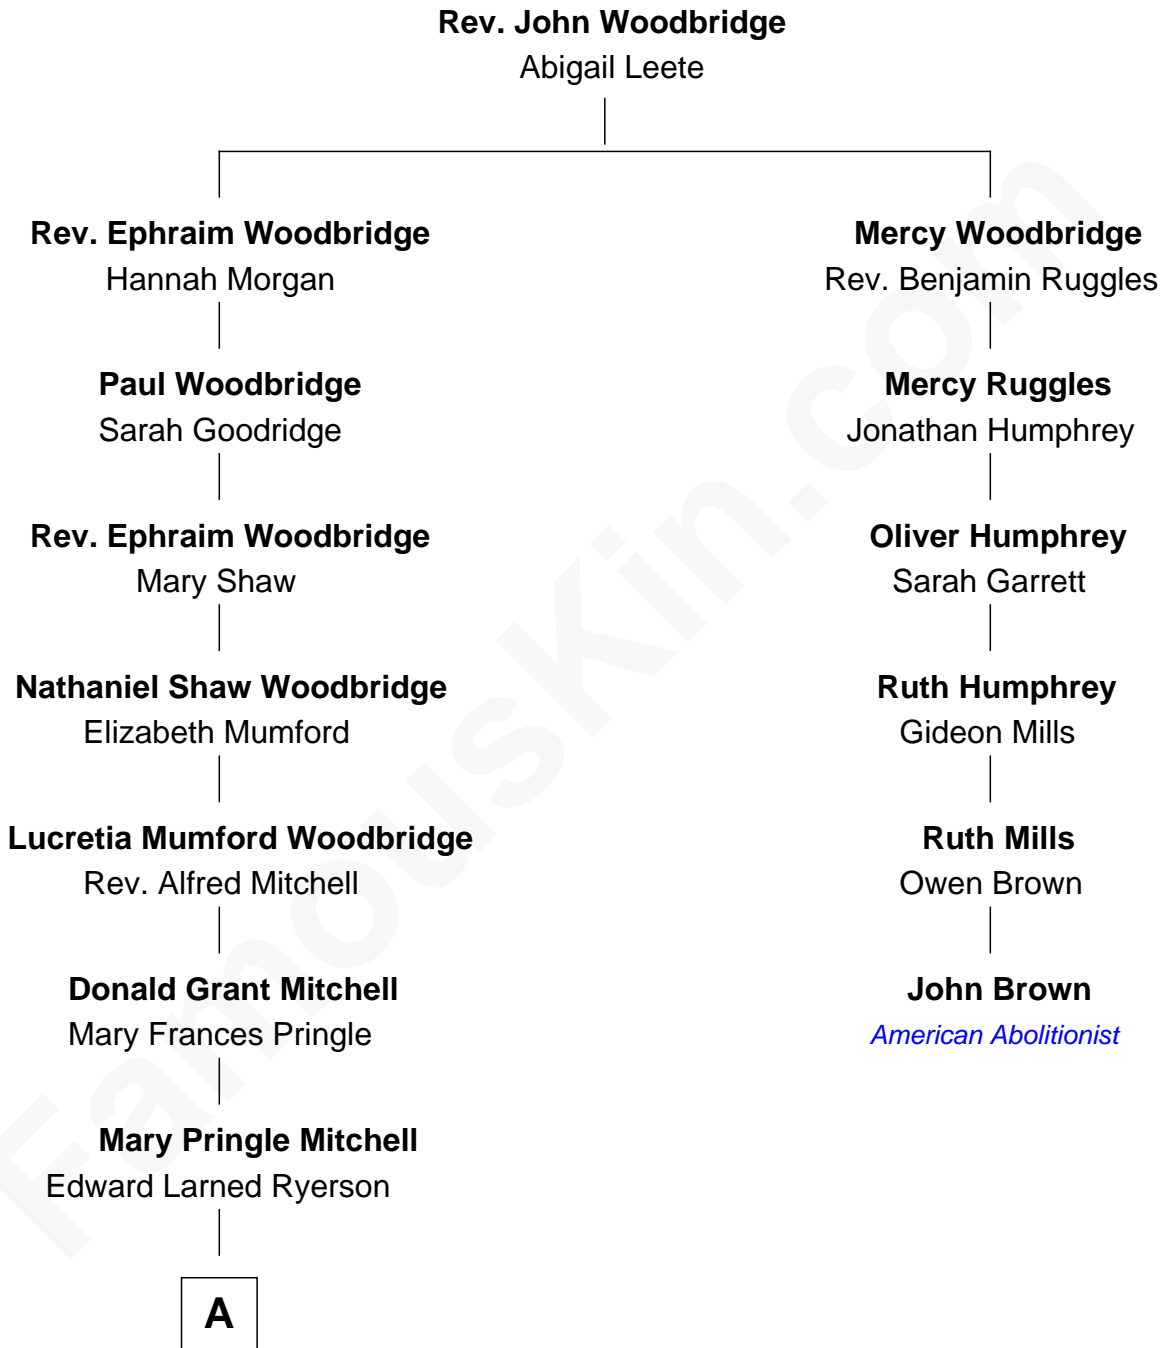 Rev. John Woodbridge
Abigail Leete
Rev. Ephraim Woodbridge
Hannah Morgan
Mercy Woodbridge
Rev. Benjamin Ruggles
Paul Woodbridge
Sarah Goodridge
Mercy Ruggles
Jonathan Humphrey
Rev. Ephraim Woodbridge
Mary Shaw
Oliver Humphrey
Sarah Garrett
Nathaniel Shaw Woodbridge
Elizabeth Mumford
Ruth Humphrey
Gideon Mills
Lucretia Mumford Woodbridge
Rev. Alfred Mitchell
Ruth Mills
Owen Brown
Donald Grant Mitchell
Mary Frances Pringle
John Brown
American Abolitionist
Mary Pringle Mitchell
Edward Larned Ryerson
A
FamousKin.com